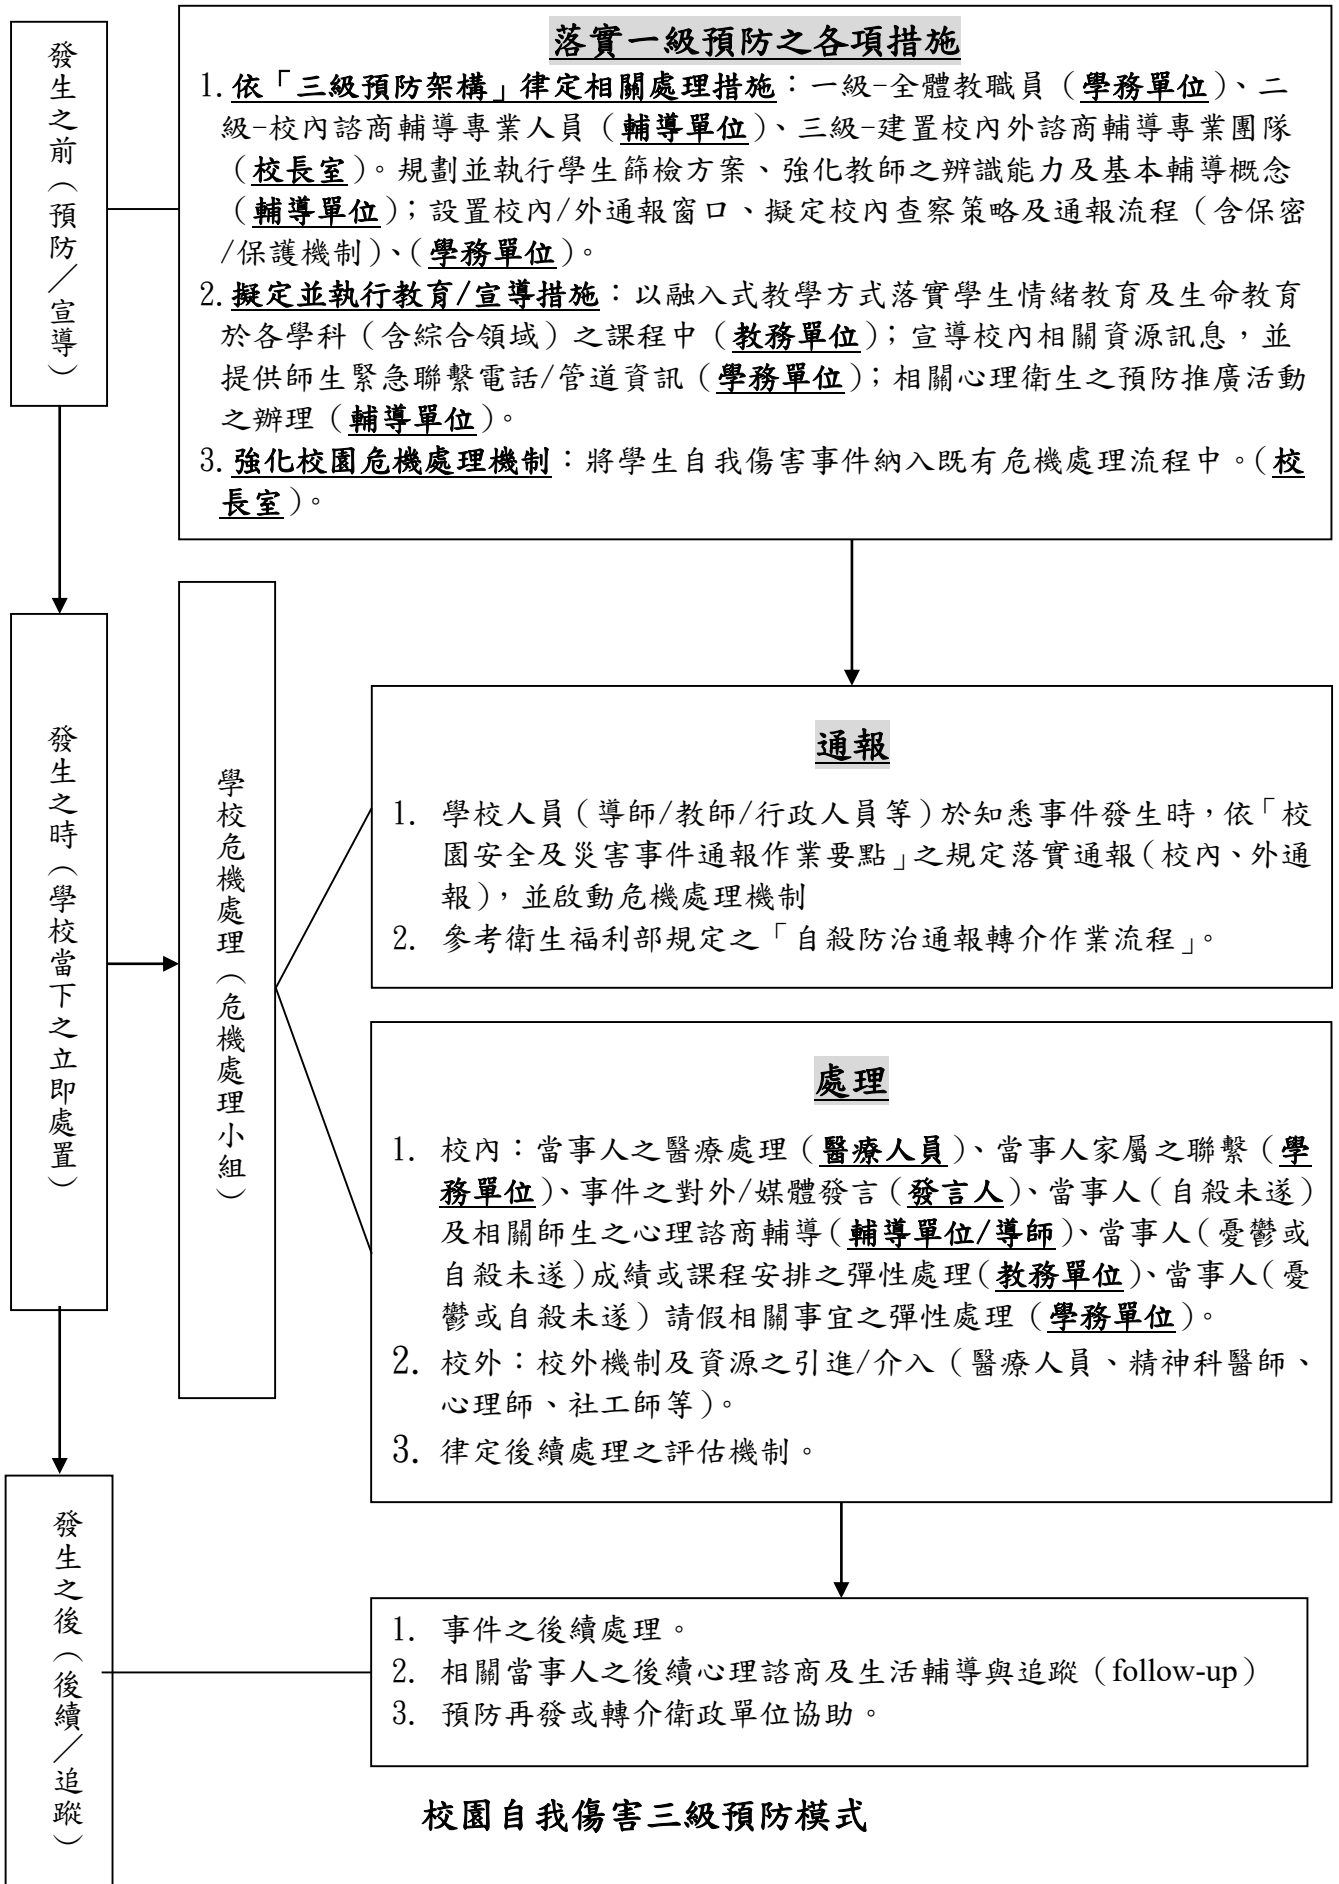 發生之前（預防／宣導）
落實一級預防之各項措施
1.依「三級預防架構」律定相關處理措施：一級-全體教職員（學務單位）、二
級-校內諮商輔導專業人員（輔導單位）、三級-建置校內外諮商輔導專業團隊
（校長室）。規劃並執行學生篩檢方案、強化教師之辨識能力及基本輔導概念
（輔導單位）；設置校內/外通報窗口、擬定校內查察策略及通報流程（含保密
/保護機制）、（學務單位）。
2.擬定並執行教育/宣導措施：以融入式教學方式落實學生情緒教育及生命教育
於各學科（含綜合領域）之課程中（教務單位）；宣導校內相關資源訊息，並
提供師生緊急聯繫電話/管道資訊（學務單位）；相關心理衛生之預防推廣活動
之辦理（輔導單位）。
3.強化校園危機處理機制：將學生自我傷害事件納入既有危機處理流程中。（校
長室）。
發生之時（學校當下之立即處置）
學校危機處理（危機處理小組）
通報
1. 學校人員（導師/教師/行政人員等）於知悉事件發生時，依「校
園安全及災害事件通報作業要點」之規定落實通報（校內、外通
報），並啟動危機處理機制
2. 參考衛生福利部規定之「自殺防治通報轉介作業流程」。
處理
1. 校內：當事人之醫療處理（醫療人員）、當事人家屬之聯繫（學
務單位）、事件之對外/媒體發言（發言人）、當事人（自殺未遂）
及相關師生之心理諮商輔導（輔導單位/導師）、當事人（憂鬱或
自殺未遂）成績或課程安排之彈性處理（教務單位）、當事人（憂
鬱或自殺未遂）請假相關事宜之彈性處理（學務單位）。
2. 校外：校外機制及資源之引進/介入（醫療人員、精神科醫師、
心理師、社工師等）。
3. 律定後續處理之評估機制。
發生之後（後續／追蹤）
1. 事件之後續處理。
2. 相關當事人之後續心理諮商及生活輔導與追蹤（follow-up）
3. 預防再發或轉介衛政單位協助。
校園自我傷害三級預防模式